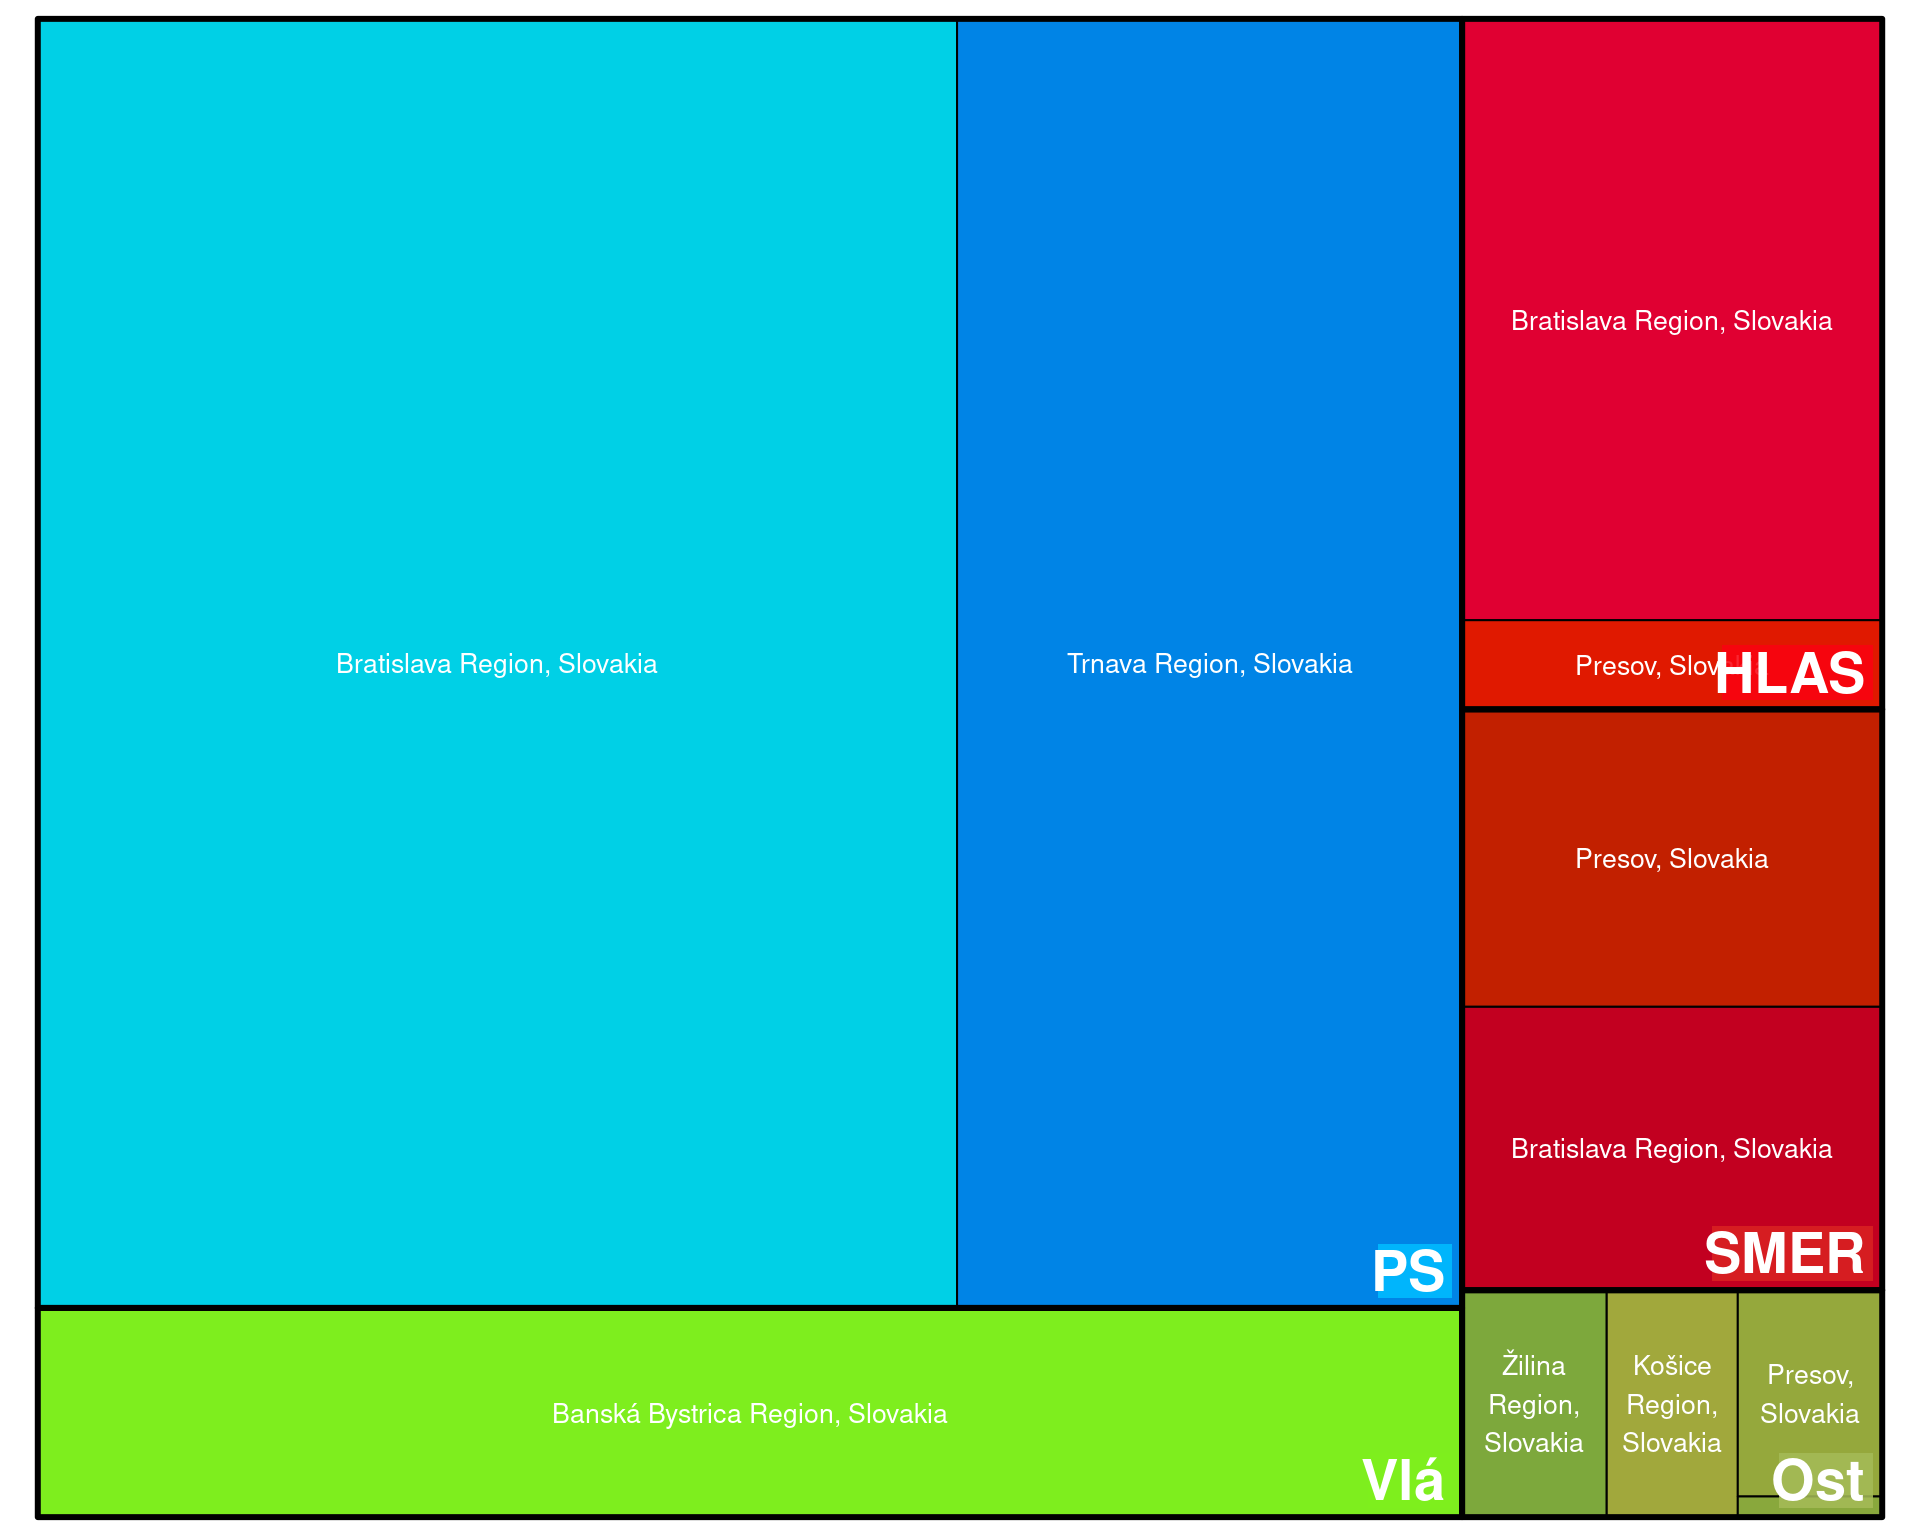 Bratislava Region, Slovakia
Trnava Region, Slovakia
PS
Banská Bystrica Region, Slovakia
Vlá
Bratislava Region, Slovakia
Presov, Slov
HLAS
Presov, Slovakia
Bratislava Region, Slovakia
SMER
Žilina
Region,
Slovakia
Košice
Region,
Slovakia
Presov,
Slovakia
Ost